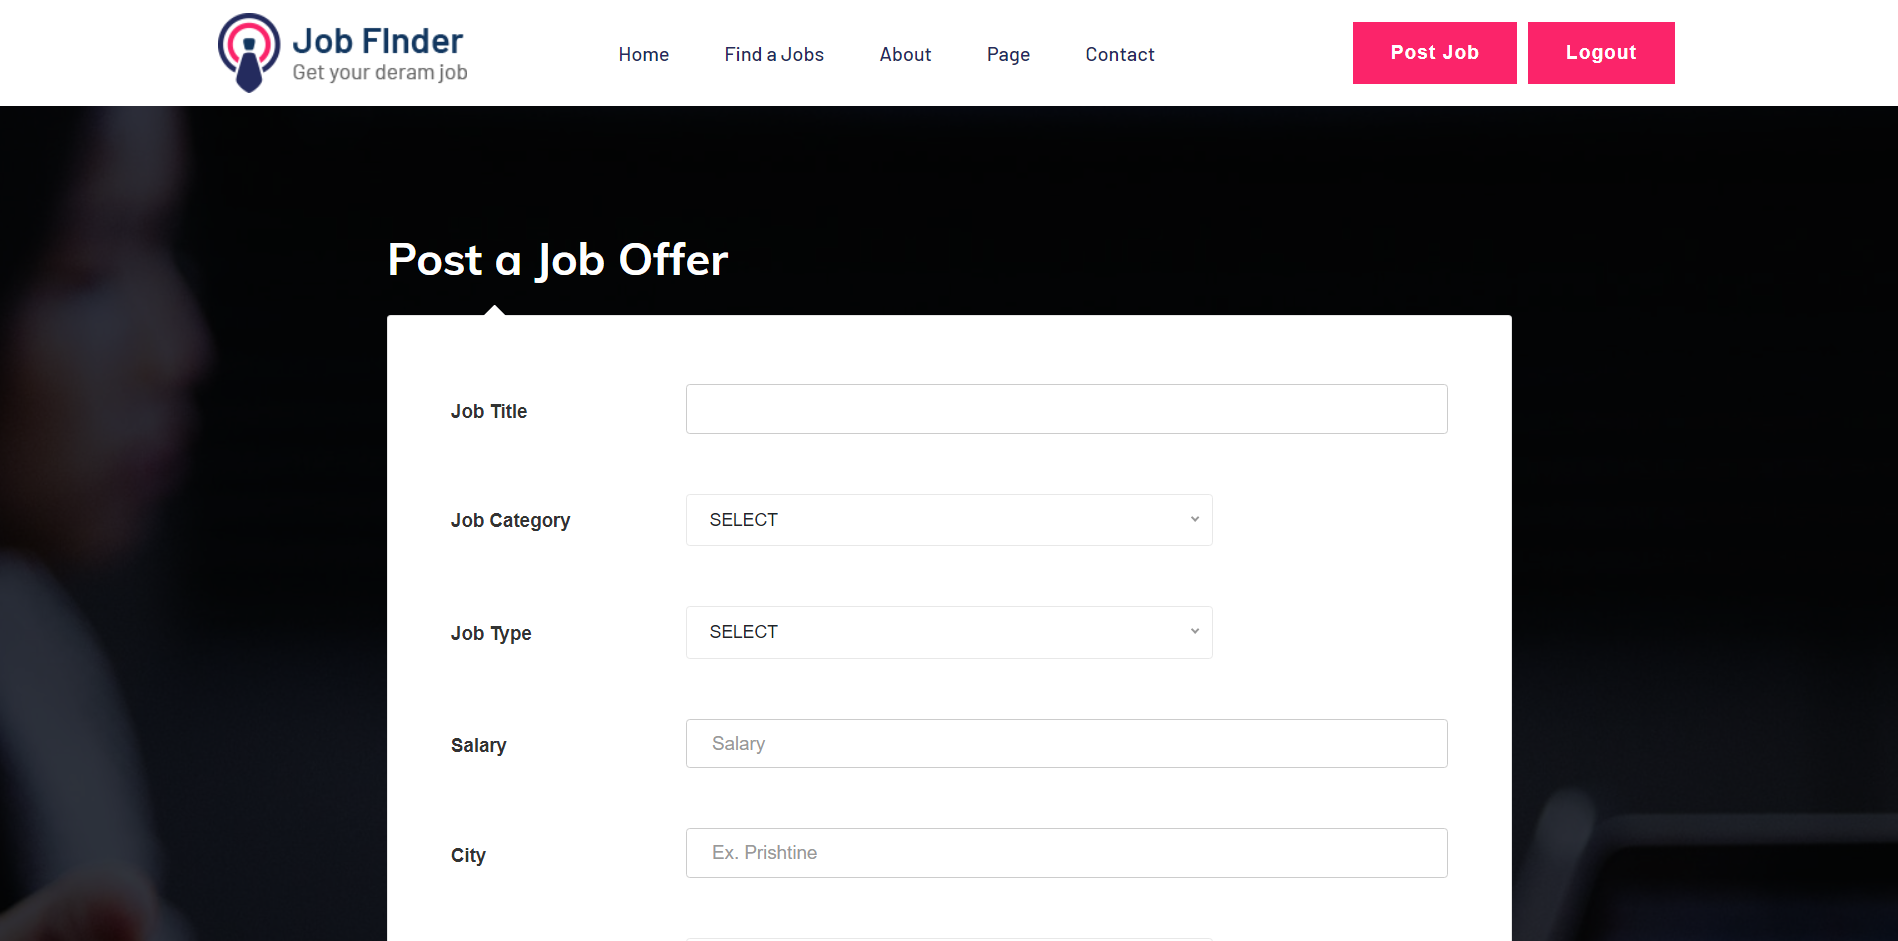 Job FInder
Get your deram job
Home
Find a Jobs
About
Page
Contact
Post Job
Logout
Post a Job Offer
Job Title
Job Category
SELECT
Job Type
SELECT
Salary
Salary
City
Ex. Prishtine